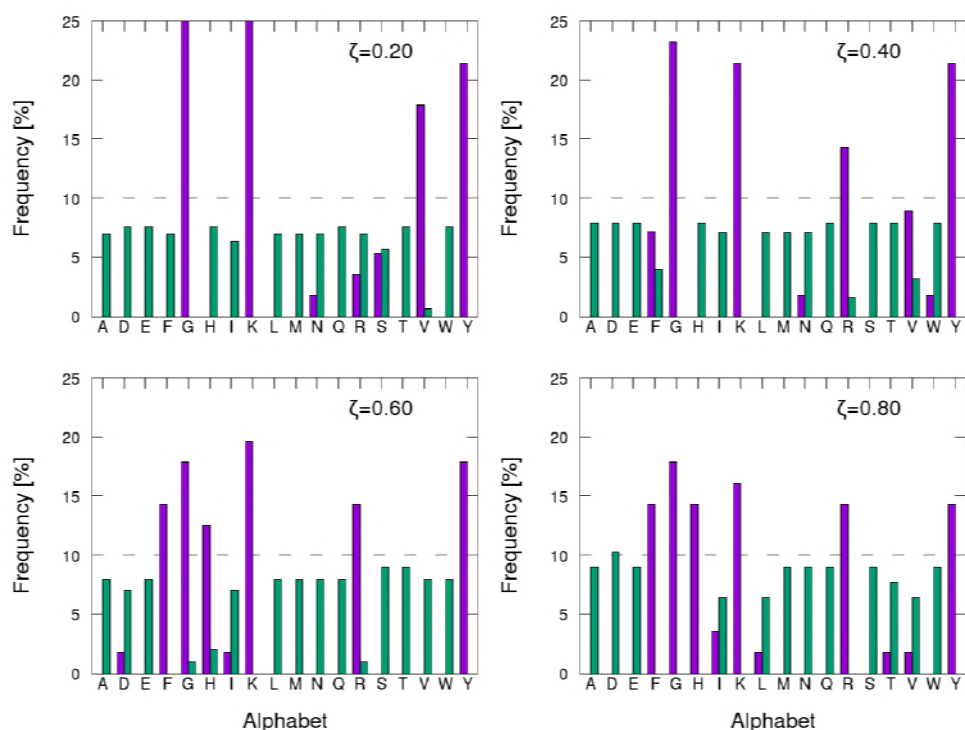 Frequency [%]
25
20
15
10
5
0
ζ=0.20
A D E F G H I K L M N Q R S T V W Y
Frequency [%]
25
20
15
10
5
0
ζ=0.40
A D E F G H I K L M N Q R S T V W Y
Frequency [%]
25
20
15
10
5
0
ζ=0.60
A D E F G H I K L M N Q R S T V W Y
Alphabet
Frequency [%]
25
20
15
10
5
0
ζ=0.80
A D E F G H I K L M N Q R S T V W Y
Alphabet